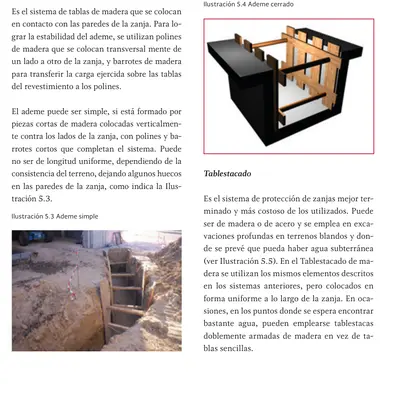 Es el sistema de tablas de madera que se colocan
en contacto con las paredes de la zanja. Para lo-
grar la estabilidad del ademe, se utilizan polines
de madera que se colocan transversal mente de
un lado a otro de la zanja, y barrotes de madera
para transferir la carga ejercida sobre las tablas
del revestimiento a los polines.
El ademe puede ser simple, si está formado por
piezas cortas de madera colocadas verticalmen-
te contra los lados de la zanja, con polines y ba-
rrotes cortos que completan el sistema. Puede
no ser de longitud uniforme, dependiendo de la
consistencia del terreno, dejando algunos huecos
en las paredes de la zanja, como indica la Ilus-
tración 5.3.
Ilustración 5.3 Ademe simple
Ilustración 5.4 Ademe cerrado
Tablestacado
Es el sistema de protección de zanjas mejor ter-
minado y más costoso de los utilizados. Puede
ser de madera o de acero y se emplea en exca-
vaciones profundas en terrenos blandos y don-
de se prevé que pueda haber agua subterránea
(ver Ilustración 5.5). En el Tablestacado de ma-
dera se utilizan los mismos elementos descritos
en los sistemas anteriores, pero colocados en
forma uniforme a lo largo de la zanja. En oca-
siones, en los puntos donde se espera encontrar
bastante agua, pueden emplearse tablestacas
doblemente armadas de madera en vez de ta-
blas sencillas.